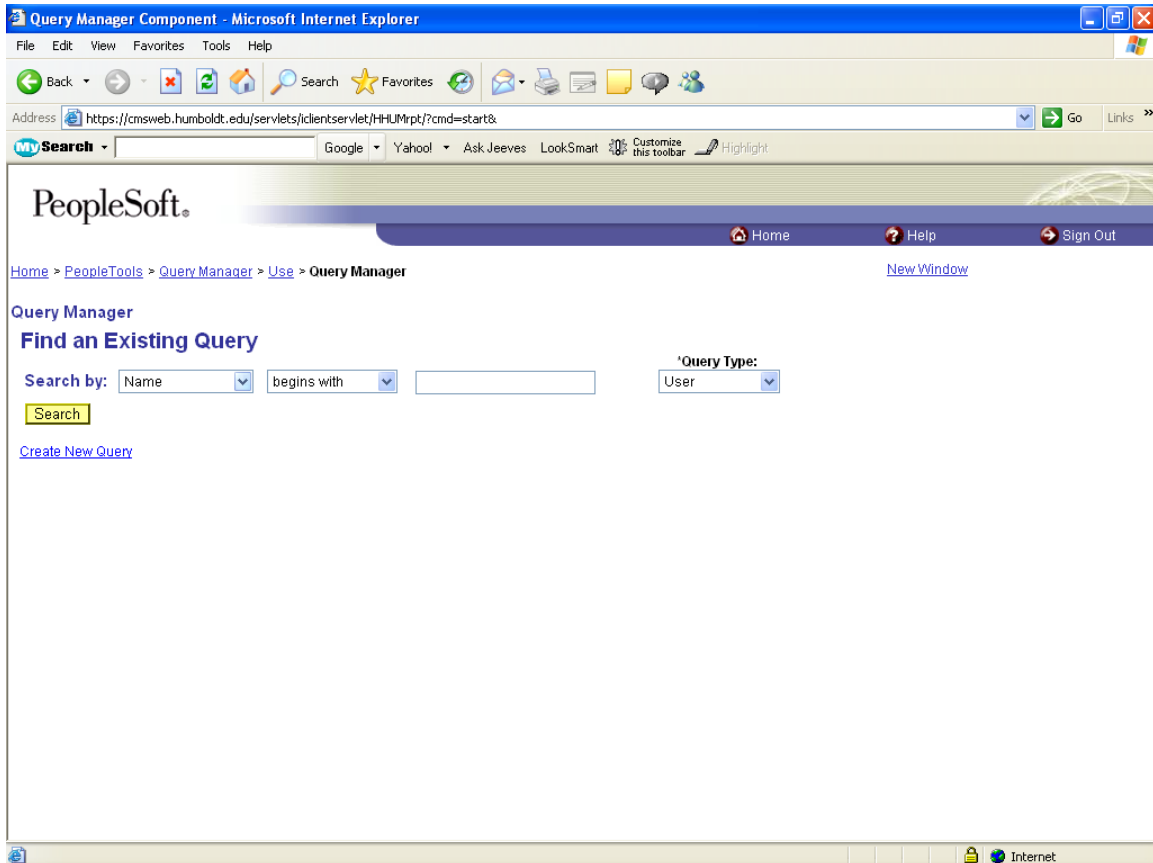 Query Manager Component - Microsoft Internet Explorer
File Edit View Favorites Tools Help
Back Search Favorites
Address https://cmsweb.humboldt.edu/servlets/iclientservlet/HHUMrpt/?cmd=start& Go Links »
My Search Google Yahoo! Ask Jeeves LookSmart Customize this toolbar Highlight
PeopleSoft®
Home Help Sign Out
Home > PeopleTools > Query Manager > Use > Query Manager New Window
Query Manager
Find an Existing Query
*Query Type:
Search by: Name begins with User
Search
Create New Query
Internet